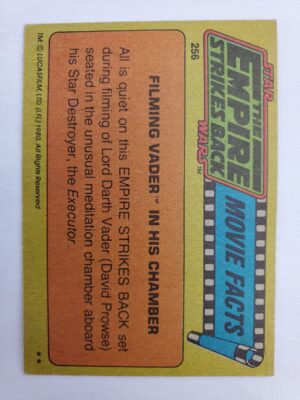 STAR
THE
EMPIRE
STRIKES BACK
WARS™
MOVIE FACTS
256
FILMING VADER™ IN HIS CHAMBER
All is quiet on this EMPIRE STRIKES BACK set
during filming of Lord Darth Vader (David Prowse)
seated in the unusual meditation chamber aboard
his Star Destroyer, the Executor.
TM © LUCASFILM, LTD. (LFL) 1980. All Rights Reserved
**